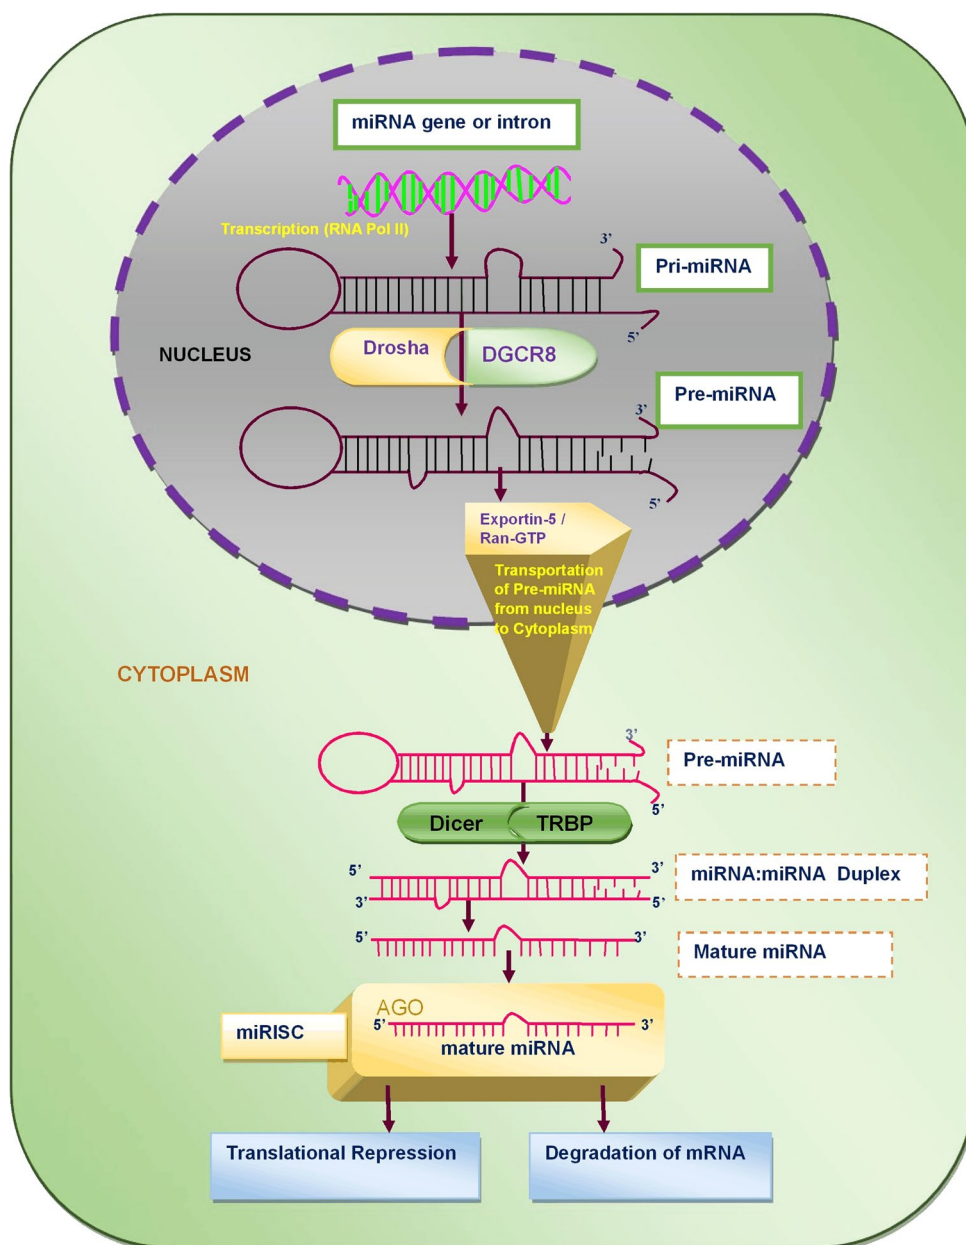 miRNA gene or intron
Transcription (RNA Pol II)
3’
Pri-miRNA
5’
NUCLEUS
Drosha
DGCR8
Pre-miRNA
3’
5’
Exportin-5 /
Ran-GTP
Transportation
of Pre-miRNA
from nucleus
to Cytoplasm
CYTOPLASM
3’
Pre-miRNA
5’
Dicer
TRBP
5’
3’
miRNA:miRNA Duplex
3’
5’
5’
3’
Mature miRNA
AGO
5’
3’
miRISC
mature miRNA
Translational Repression
Degradation of mRNA